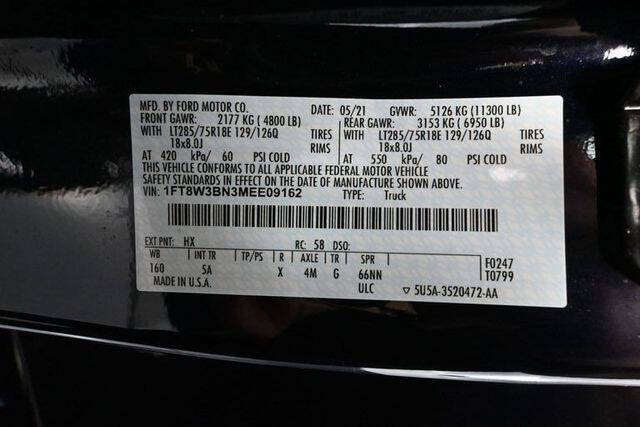 MFD. BY FORD MOTOR CO. DATE: 05/21 GVWR: 5126 KG (11300 LB)
FRONT GAWR: 2177 KG ( 4800 LB) REAR GAWR: 3153 KG ( 6950 LB)
WITH LT285/75R18E 129/126Q TIRES WITH LT285/75R18E 129/126Q TIRES
18x8.0J RIMS 18x8.0J RIMS
AT 420 kPa/ 60 PSI COLD AT 550 kPa/ 80 PSI COLD
THIS VEHICLE CONFORMS TO ALL APPLICABLE FEDERAL MOTOR VEHICLE
SAFETY STANDARDS IN EFFECT ON THE DATE OF MANUFACTURE SHOWN ABOVE.
VIN: 1FT8W3BN3MEE09162 TYPE: Truck
EXT PNT: HX RC: 58 DSO:
WB INT TR TP/PS R AXLE TR SPR F0247
160 5A X 4M G 66NN T0799
MADE IN U.S.A. ULC ▽ 5U5A-3520472-AA